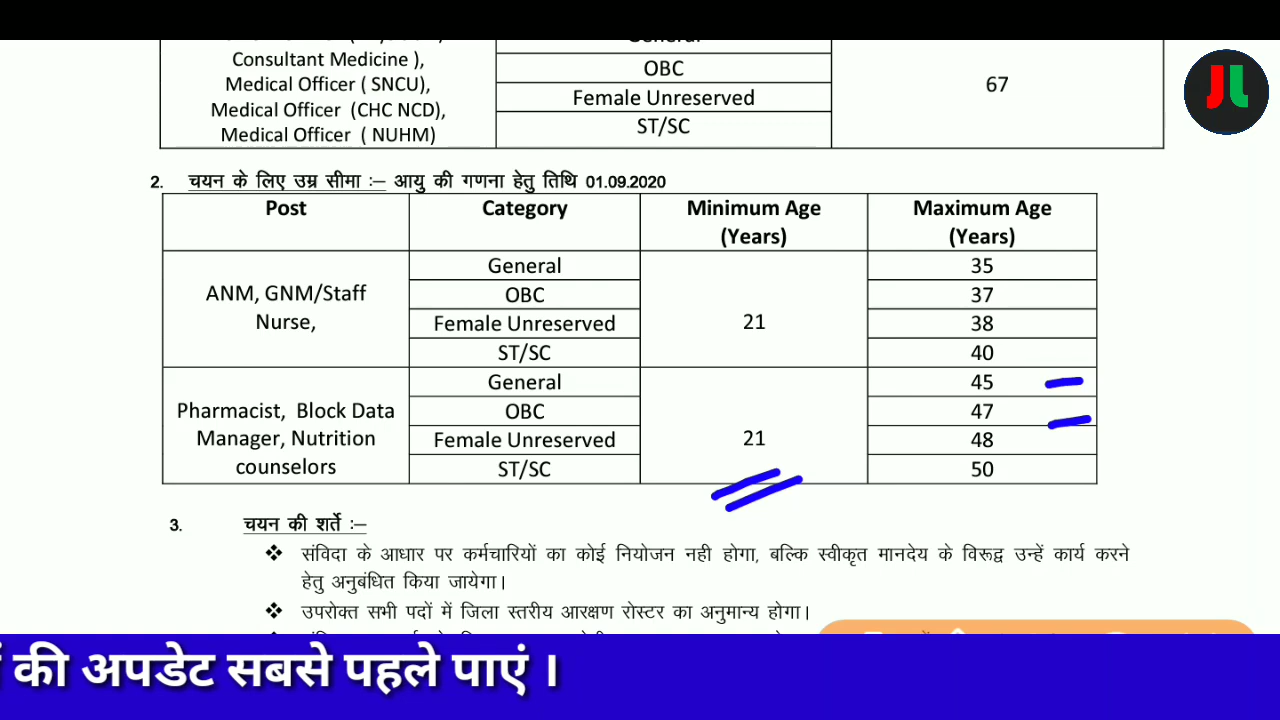 General
Consultant Medicine ),
Medical Officer ( SNCU),
Medical Officer (CHC NCD),
Medical Officer ( NUHM)
OBC
Female Unreserved
ST/SC
67
JL
2. चयन के लिए उम्र सीमा :– आयु की गणना हेतु तिथि 01.09.2020
Post Category Minimum Age (Years) Maximum Age (Years)
ANM, GNM/Staff
Nurse,
General
OBC
Female Unreserved
ST/SC
21
35
37
38
40
Pharmacist, Block Data
Manager, Nutrition
counselors
General
OBC
Female Unreserved
ST/SC
21
45
47
48
50
3. चयन की शर्ते :–
❖ संविदा के आधार पर कर्मचारियों का कोई नियोजन नही होगा, बल्कि स्वीकृत मानदेय के विरूद्व उन्हें कार्य करने
हेतु अनुबंधित किया जायेगा।
❖ उपरोक्त सभी पदों में जिला स्तरीय आरक्षण रोस्टर का अनुमान्य होगा।
की अपडेट सबसे पहले पाएं ।